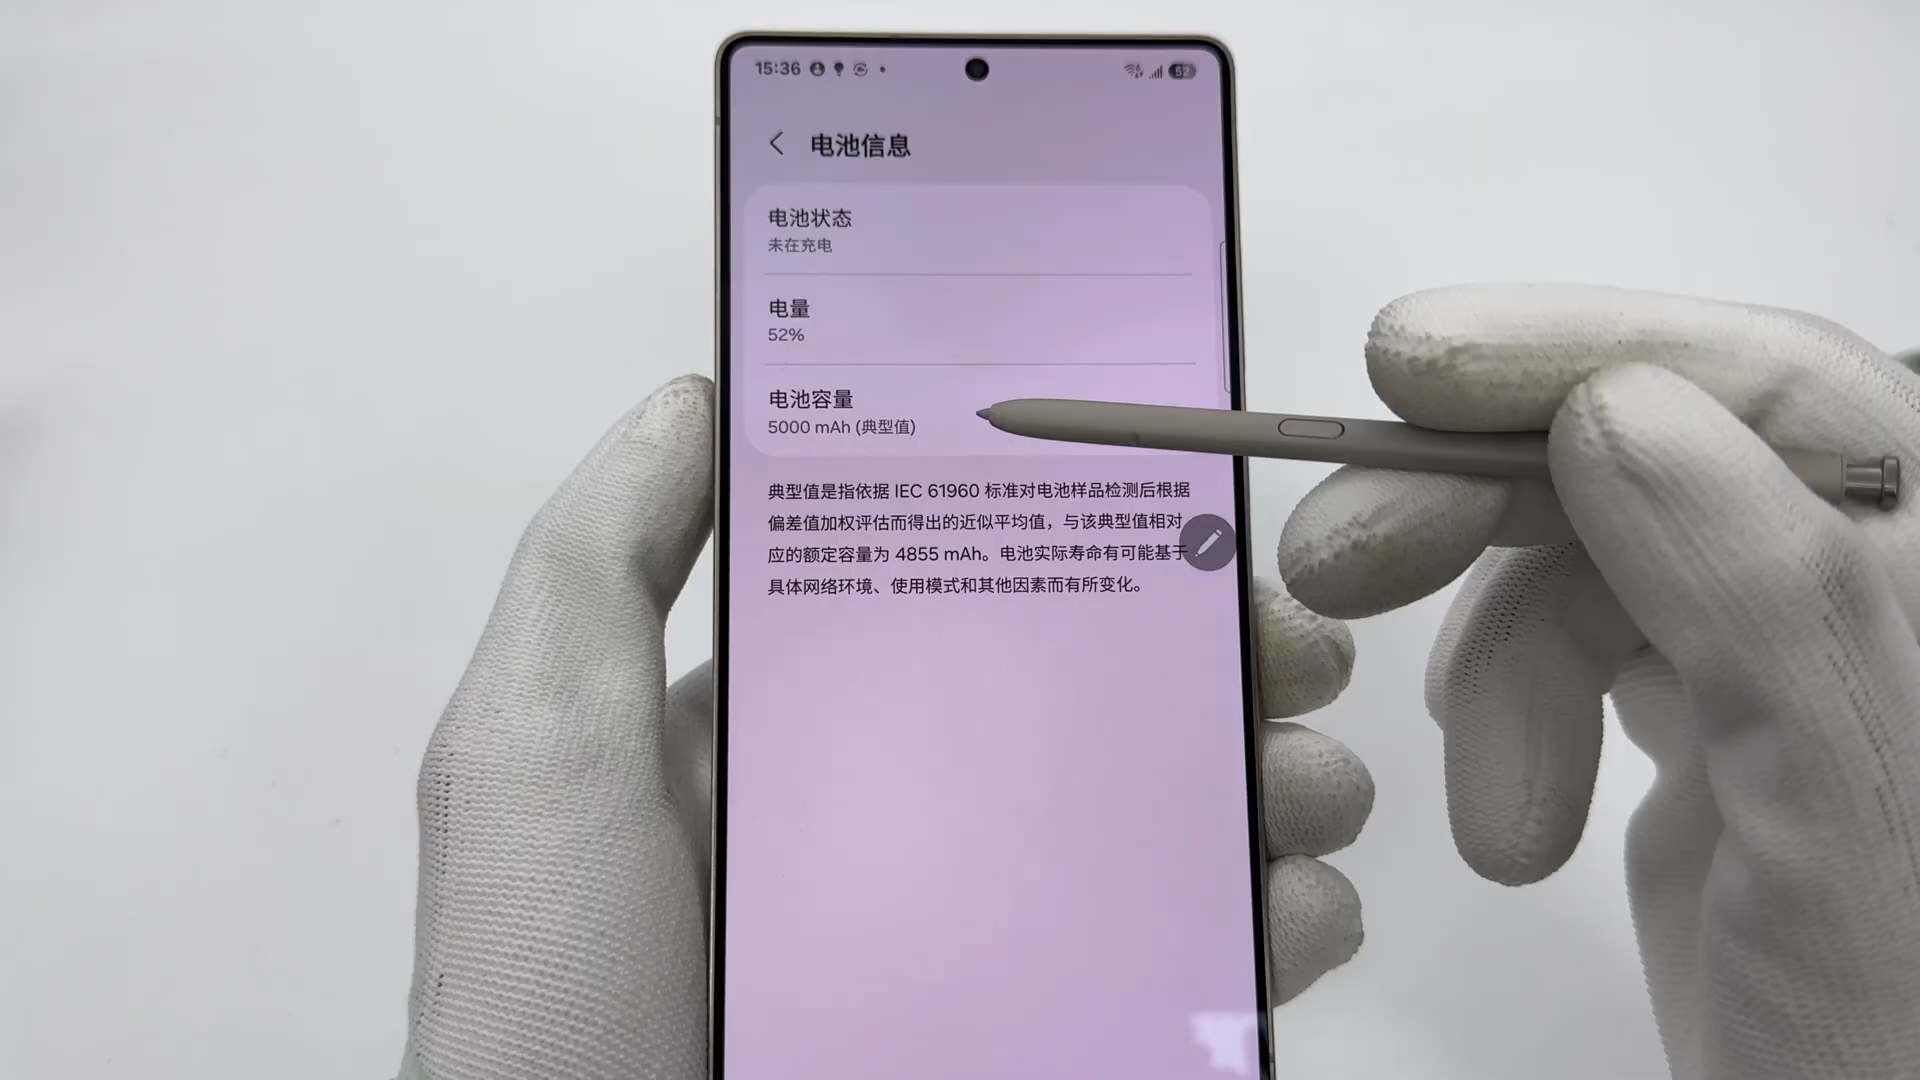 15:36
52
电池信息
电池状态
未在充电
电量
52%
电池容量
5000 mAh (典型值)
典型值是指依据 IEC 61960 标准对电池样品检测后根据
偏差值加权评估而得出的近似平均值，与该典型值相对
应的额定容量为 4855 mAh。电池实际寿命有可能基于
具体网络环境、使用模式和其他因素而有所变化。